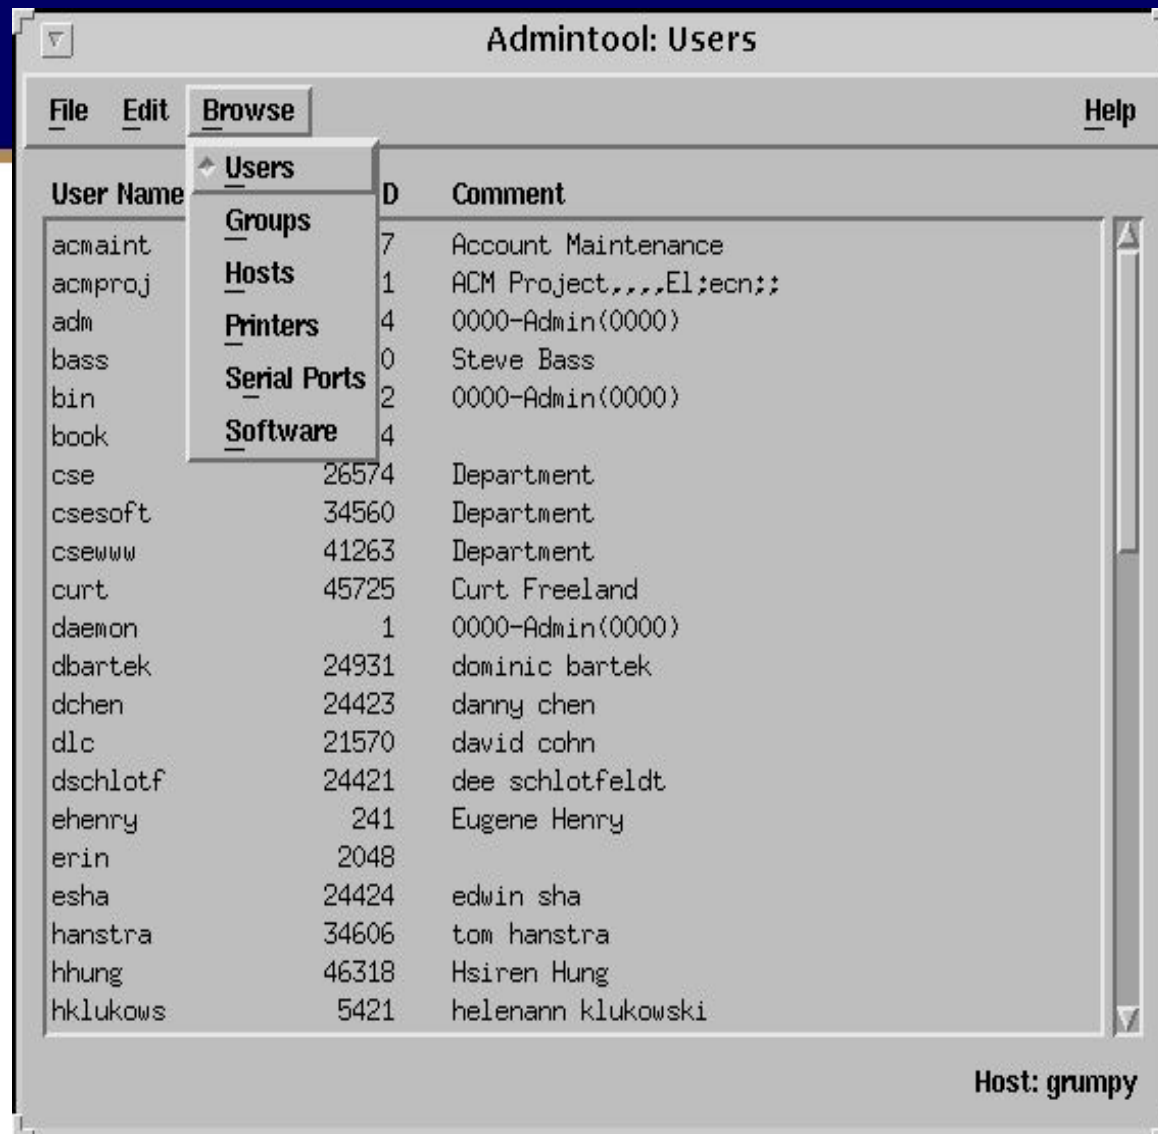 Admintool: Users
File Edit Browse Help
Users
Groups
Hosts
Printers
Serial Ports
Software
User Name D Comment
acmaint 7 Account Maintenance
acmproj 1 ACM Project,,,,El;ecn;;
adm 4 0000-Admin(0000)
bass 0 Steve Bass
bin 2 0000-Admin(0000)
book 4
cse 26574 Department
csesoft 34560 Department
csewww 41263 Department
curt 45725 Curt Freeland
daemon 1 0000-Admin(0000)
dbartek 24931 dominic bartek
dchen 24423 danny chen
dlc 21570 david cohn
dschlotf 24421 dee schlotfeldt
ehenry 241 Eugene Henry
erin 2048
esha 24424 edwin sha
hanstra 34606 tom hanstra
hhung 46318 Hsiren Hung
hklukows 5421 helenann klukowski
Host: grumpy